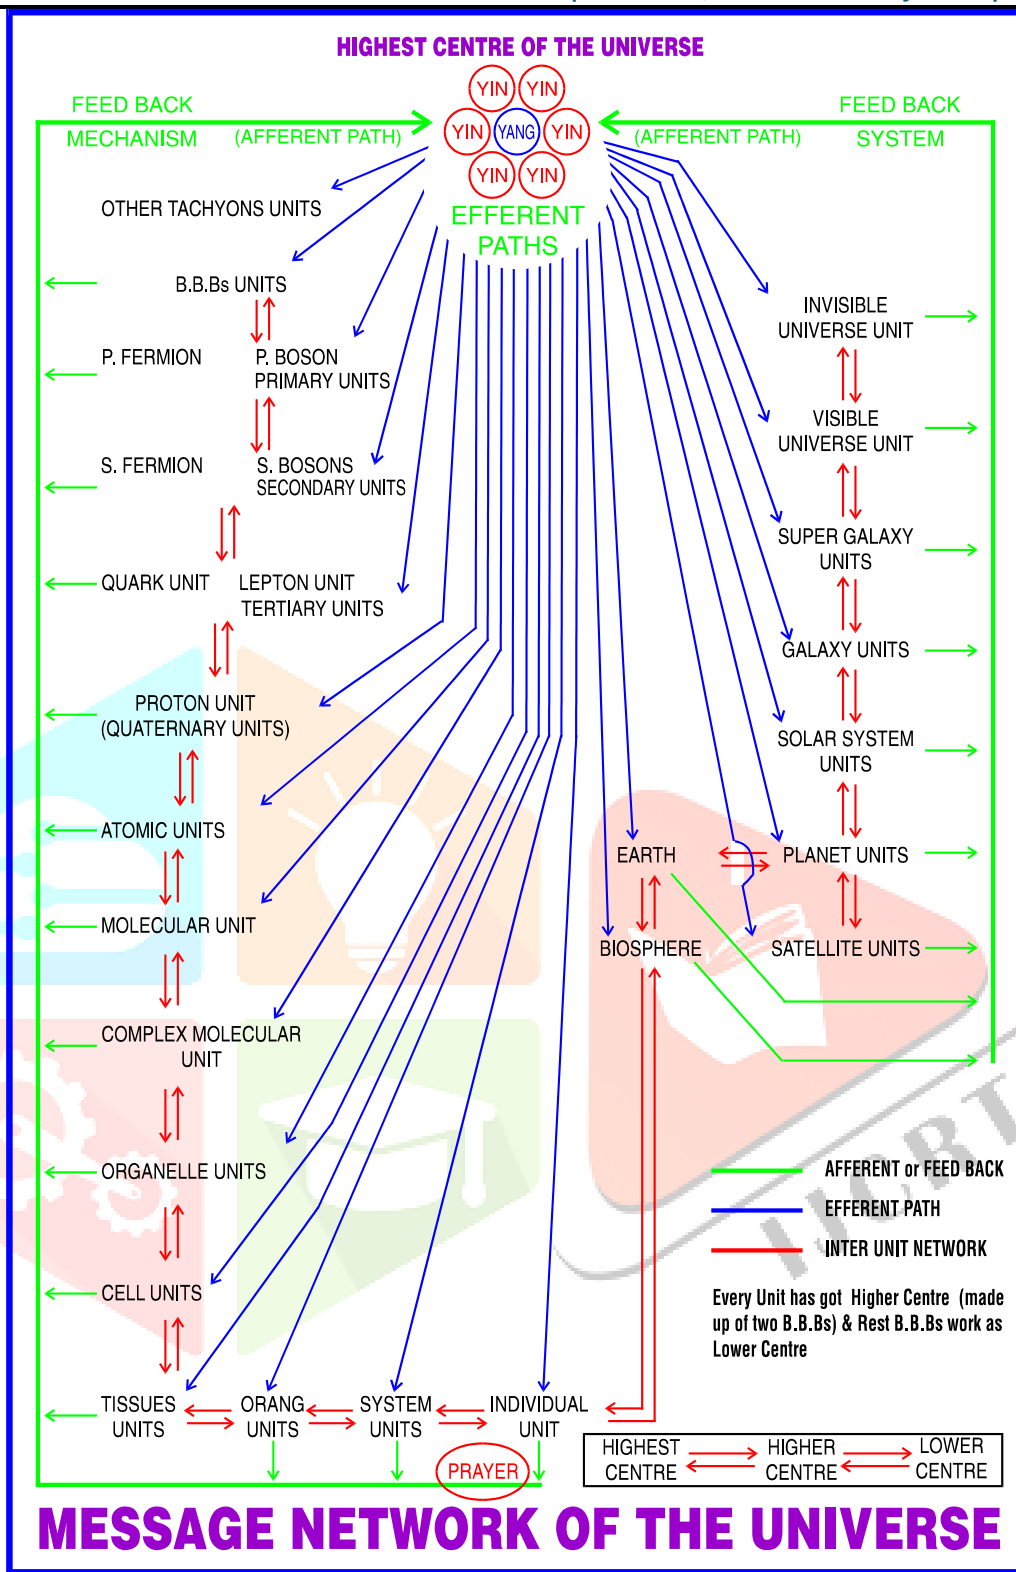 HIGHEST CENTRE OF THE UNIVERSE
YIN YIN
YIN YANG YIN
YIN YIN
FEED BACK
MECHANISM (AFFERENT PATH)
FEED BACK
(AFFERENT PATH) SYSTEM
EFFERENT
PATHS
OTHER TACHYONS UNITS
B.B.Bs UNITS
P. FERMION P. BOSON
PRIMARY UNITS
S. FERMION S. BOSONS
SECONDARY UNITS
QUARK UNIT LEPTON UNIT
TERTIARY UNITS
PROTON UNIT
(QUATERNARY UNITS)
ATOMIC UNITS
MOLECULAR UNIT
COMPLEX MOLECULAR
UNIT
ORGANELLE UNITS
CELL UNITS
TISSUES
UNITS
ORANG
UNITS
SYSTEM
UNITS
INDIVIDUAL
UNIT
PRAYER
INVISIBLE
UNIVERSE UNIT
VISIBLE
UNIVERSE UNIT
SUPER GALAXY
UNITS
GALAXY UNITS
SOLAR SYSTEM
UNITS
EARTH
PLANET UNITS
BIOSPHERE
SATELLITE UNITS
IJCRT
AFFERENT or FEED BACK
EFFERENT PATH
INTER UNIT NETWORK
Every Unit has got Higher Centre (made
up of two B.B.Bs) & Rest B.B.Bs work as
Lower Centre
HIGHEST
CENTRE
HIGHER
CENTRE
LOWER
CENTRE
MESSAGE NETWORK OF THE UNIVERSE